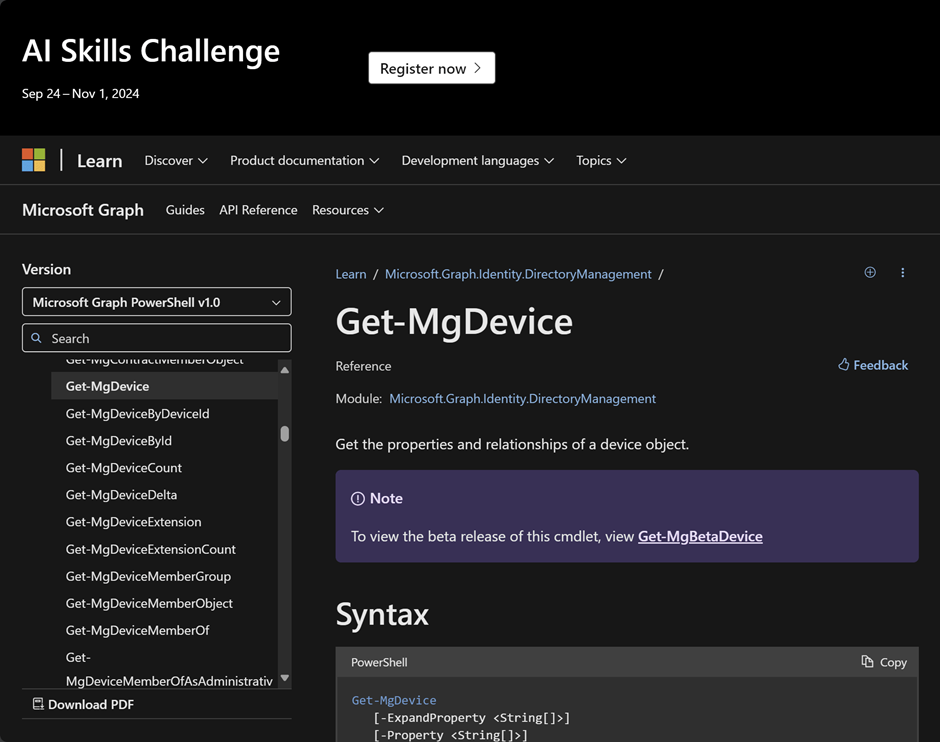 AI Skills Challenge
Register now
Sep 24 – Nov 1, 2024
Learn Discover Product documentation Development languages Topics
Microsoft Graph Guides API Reference Resources
Version
Microsoft Graph PowerShell v1.0
Search
Get-MgContractMemberObject
Get-MgDevice
Get-MgDeviceByDeviceId
Get-MgDeviceById
Get-MgDeviceCount
Get-MgDeviceDelta
Get-MgDeviceExtension
Get-MgDeviceExtensionCount
Get-MgDeviceMemberGroup
Get-MgDeviceMemberObject
Get-MgDeviceMemberOf
Get-
MgDeviceMemberOfAsAdministrativ
Download PDF
Learn / Microsoft.Graph.Identity.DirectoryManagement /
Get-MgDevice
Reference
Feedback
Module: Microsoft.Graph.Identity.DirectoryManagement
Get the properties and relationships of a device object.
Note
To view the beta release of this cmdlet, view Get-MgBetaDevice
Syntax
PowerShell Copy
Get-MgDevice
[-ExpandProperty <String[]>]
[-Property <String[]>]